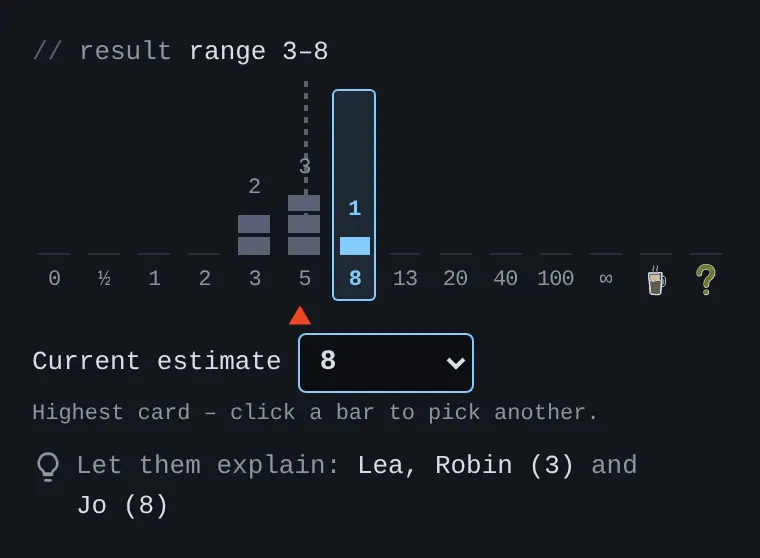 // result range 3–8
3
2
1
0 ½ 1 2 3 5 8 13 20 40 100 ∞ ?
Current estimate 8
Highest card – click a bar to pick another.
Let them explain: Lea, Robin (3) and
Jo (8)